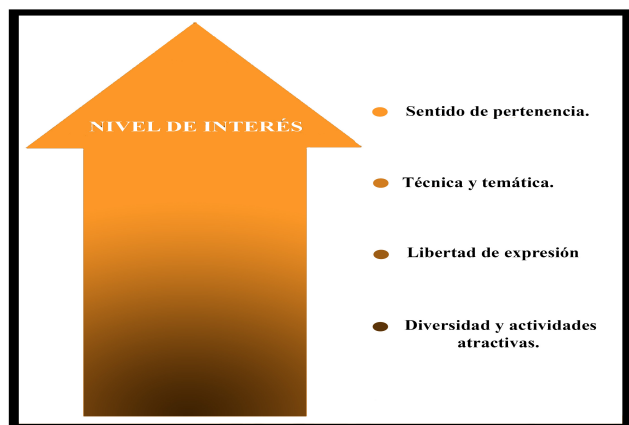 NIVEL DE INTERÉS
Sentido de pertenencia.
Técnica y temática.
Libertad de expresión
Diversidad y actividades
atractivas.